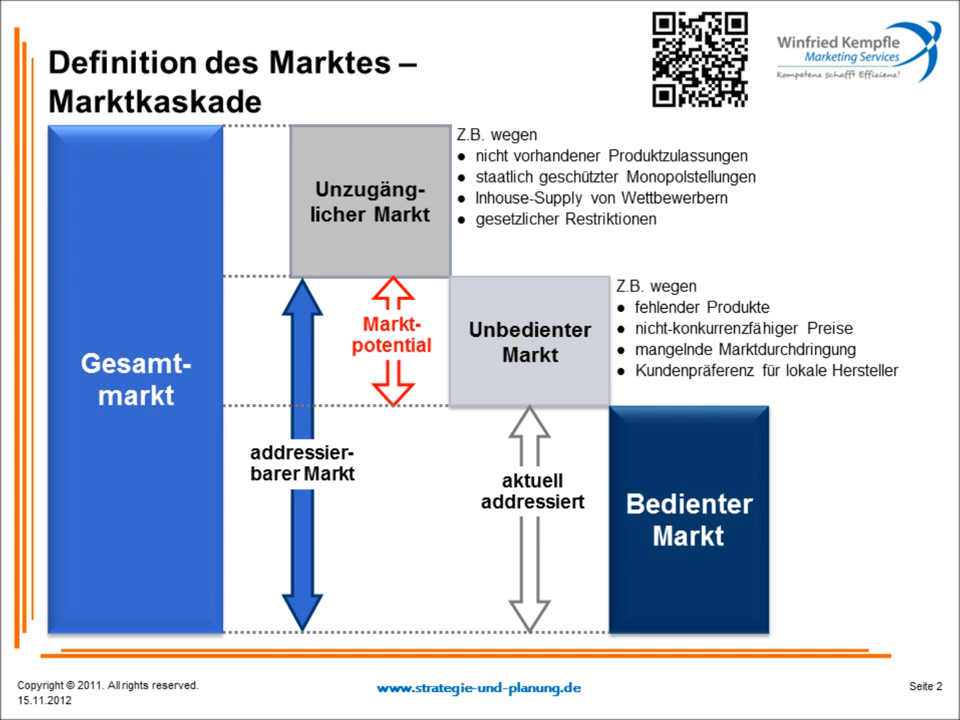 Definition des Marktes –
Marktkaskade
Winfried Kempfle
Marketing Services
Kompetenz schafft Effizienz!
Unzugäng-
licher Markt
Z.B. wegen
● nicht vorhandener Produktzulassungen
● staatlich geschützter Monopolstellungen
● Inhouse-Supply von Wettbewerbern
● gesetzlicher Restriktionen
Gesamt-
markt
Markt-
potential
Unbedienter
Markt
Z.B. wegen
● fehlender Produkte
● nicht-konkurrenzfähiger Preise
● mangelnde Marktdurchdringung
● Kundenpräferenz für lokale Hersteller
addressier-
barer Markt
aktuell
addressiert
Bedienter
Markt
Copyright © 2011. All rights reserved.
15.11.2012
www.strategie-und-planung.de
Seite 2